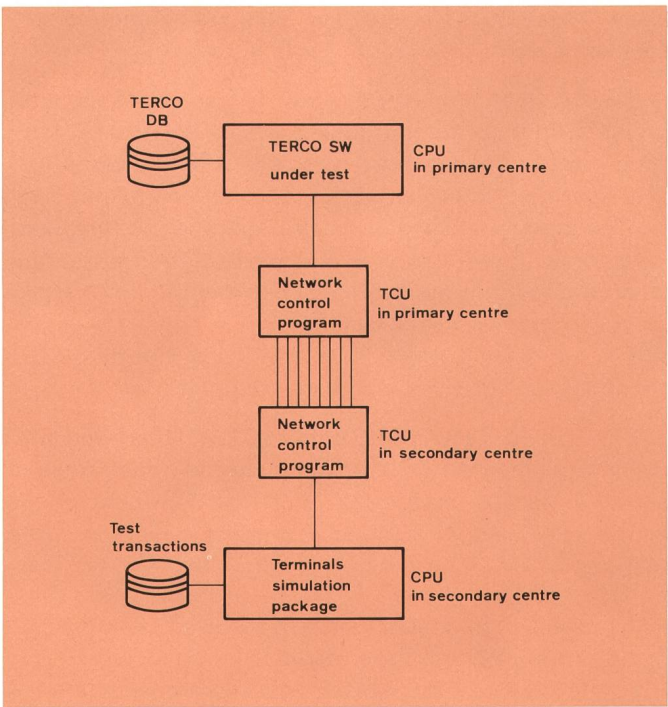 TERCO
DB
TERCO SW
under test
CPU
in primary centre
Network
control
program
TCU
in primary centre
Network
control
program
TCU
in secondary centre
Test
transactions
Terminals
simulation
package
CPU
in secondary centre